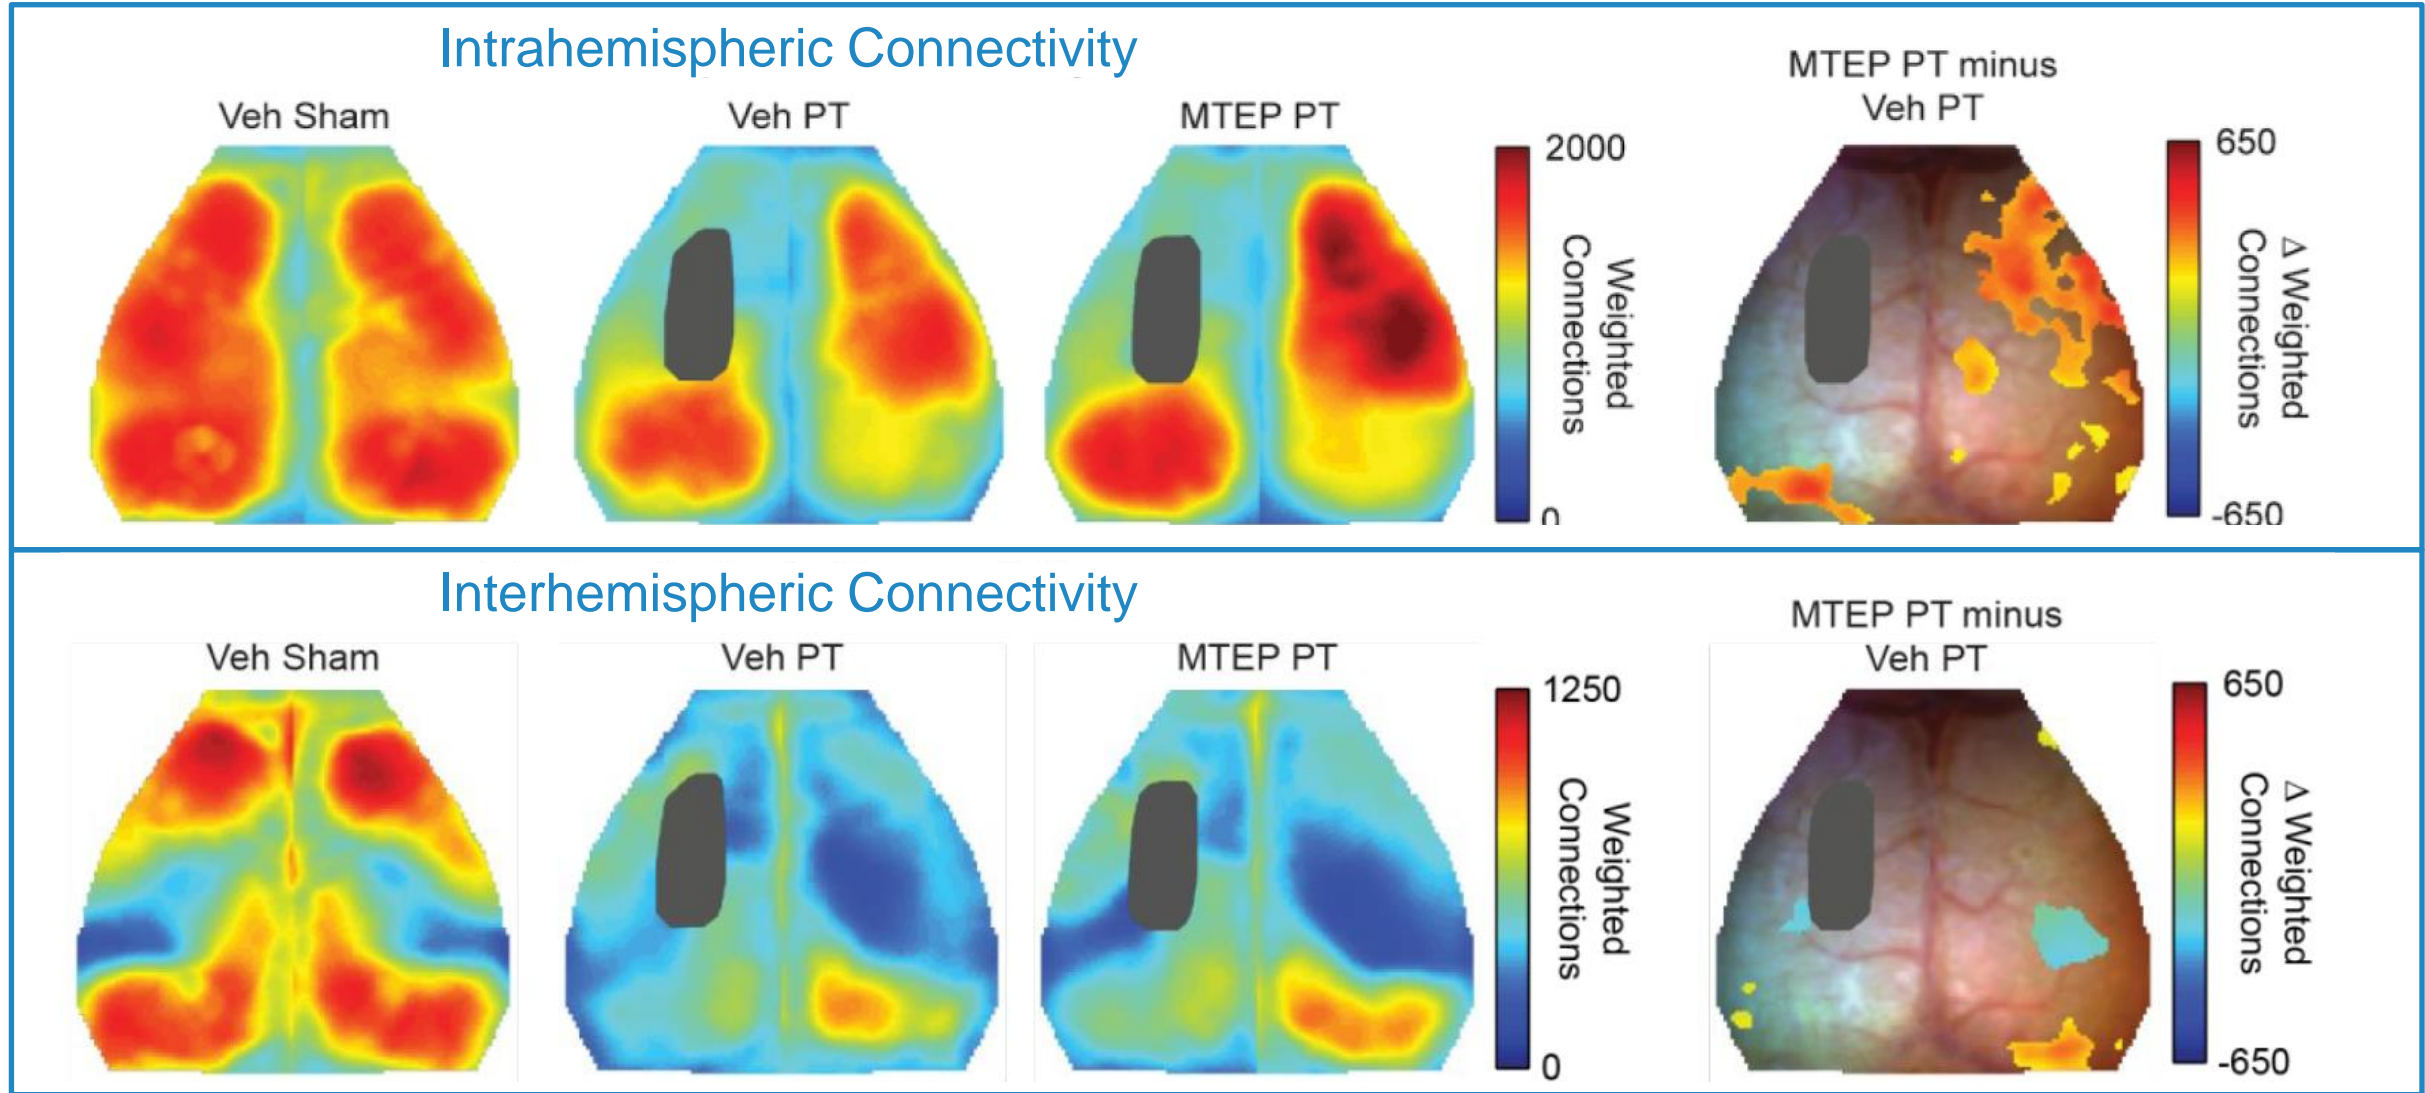 Intrahemispheric Connectivity
Veh Sham
Veh PT
MTEP PT
2000
Weighted
Connections
0
MTEP PT minus
Veh PT
650
Δ Weighted
Connections
-650
Interhemispheric Connectivity
Veh Sham
Veh PT
MTEP PT
1250
Weighted
Connections
0
MTEP PT minus
Veh PT
650
Δ Weighted
Connections
-650